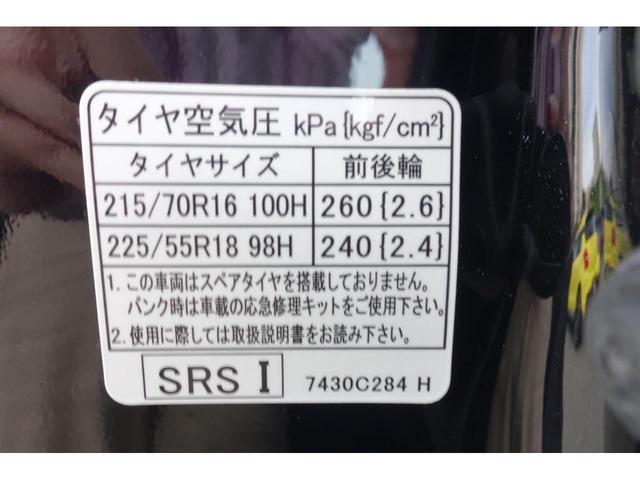 タイヤ空気圧 kPa{kgf/cm²}
タイヤサイズ 前後輪
215/70R16 100H 260{2.6}
225/55R18 98H 240{2.4}
1. この車両はスペアタイヤを搭載しておりません。
パンク時は車載の応急修理キットをご使用下さい。
2. 使用に際しては取扱説明書をお読み下さい。
SRS I 7430C284 H